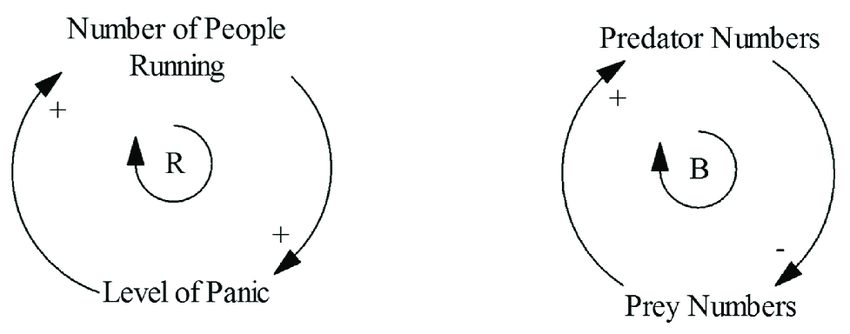 Number of People
Running
+
R
+
Level of Panic
Predator Numbers
+
B
-
Prey Numbers